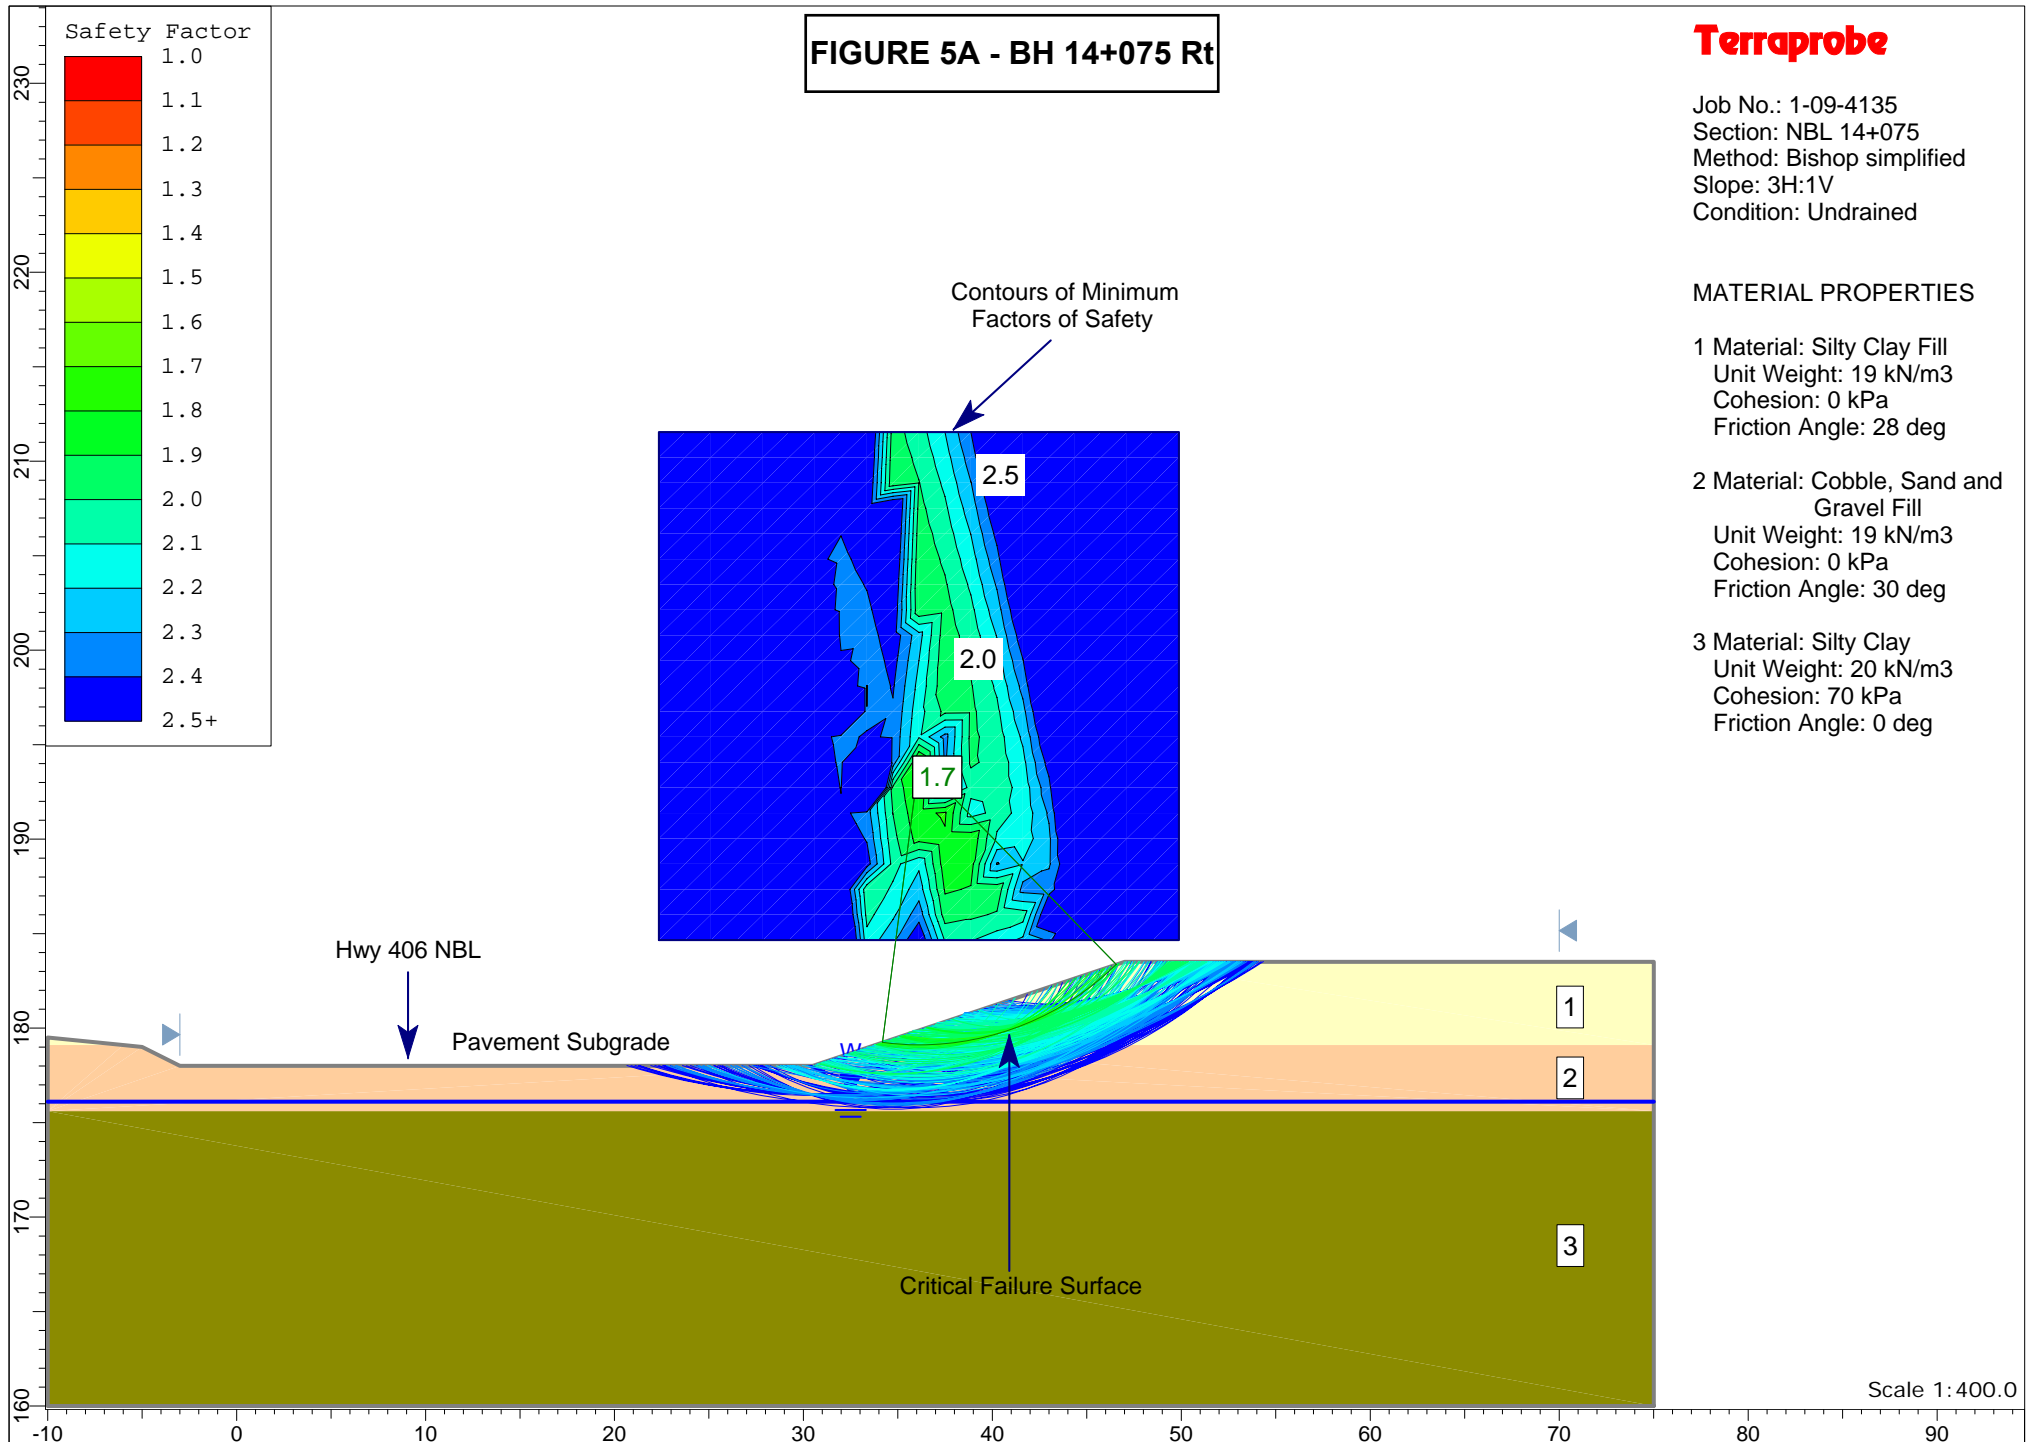 Safety Factor
1.0
1.1
1.2
1.3
1.4
1.5
1.6
1.7
1.8
1.9
2.0
2.1
2.2
2.3
2.4
2.5+
FIGURE 5A - BH 14+075 Rt
Terraprobe
Job No.: 1-09-4135
Section: NBL 14+075
Method: Bishop simplified
Slope: 3H:1V
Condition: Undrained
MATERIAL PROPERTIES
1 Material: Silty Clay Fill
Unit Weight: 19 kN/m3
Cohesion: 0 kPa
Friction Angle: 28 deg
2 Material: Cobble, Sand and
Gravel Fill
Unit Weight: 19 kN/m3
Cohesion: 0 kPa
Friction Angle: 30 deg
3 Material: Silty Clay
Unit Weight: 20 kN/m3
Cohesion: 70 kPa
Friction Angle: 0 deg
Contours of Minimum
Factors of Safety
2.5
2.0
1.7
Hwy 406 NBL
Pavement Subgrade
W
1
2
3
Critical Failure Surface
Scale 1:400.0
230
220
210
200
190
180
170
160
-10 0 10 20 30 40 50 60 70 80 90